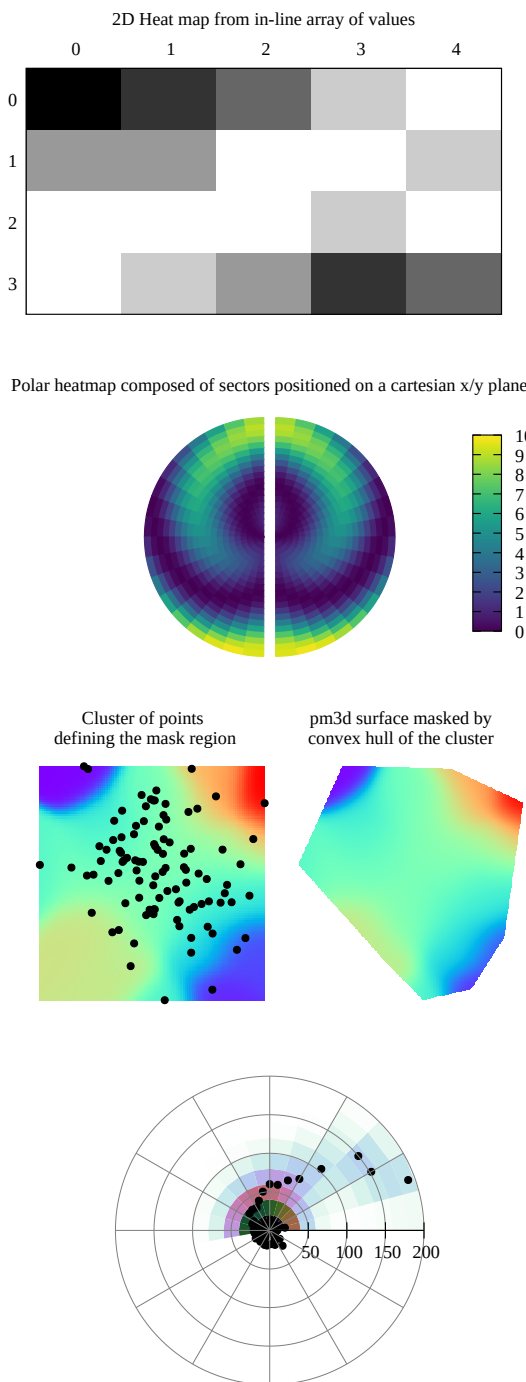 2D Heat map from in-line array of values
0 1 2 3 4
0
1
2
3
Polar heatmap composed of sectors positioned on a cartesian x/y plane
10
9
8
7
6
5
4
3
2
1
0
Cluster of points
defining the mask region
pm3d surface masked by
convex hull of the cluster
50 100 150 200